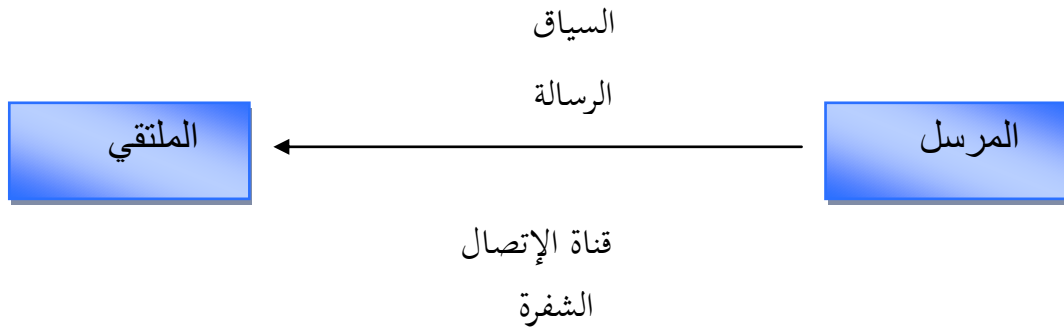 السياق
الرسالة
المرسل
الملتقي
قناة الإتصال
الشفرة